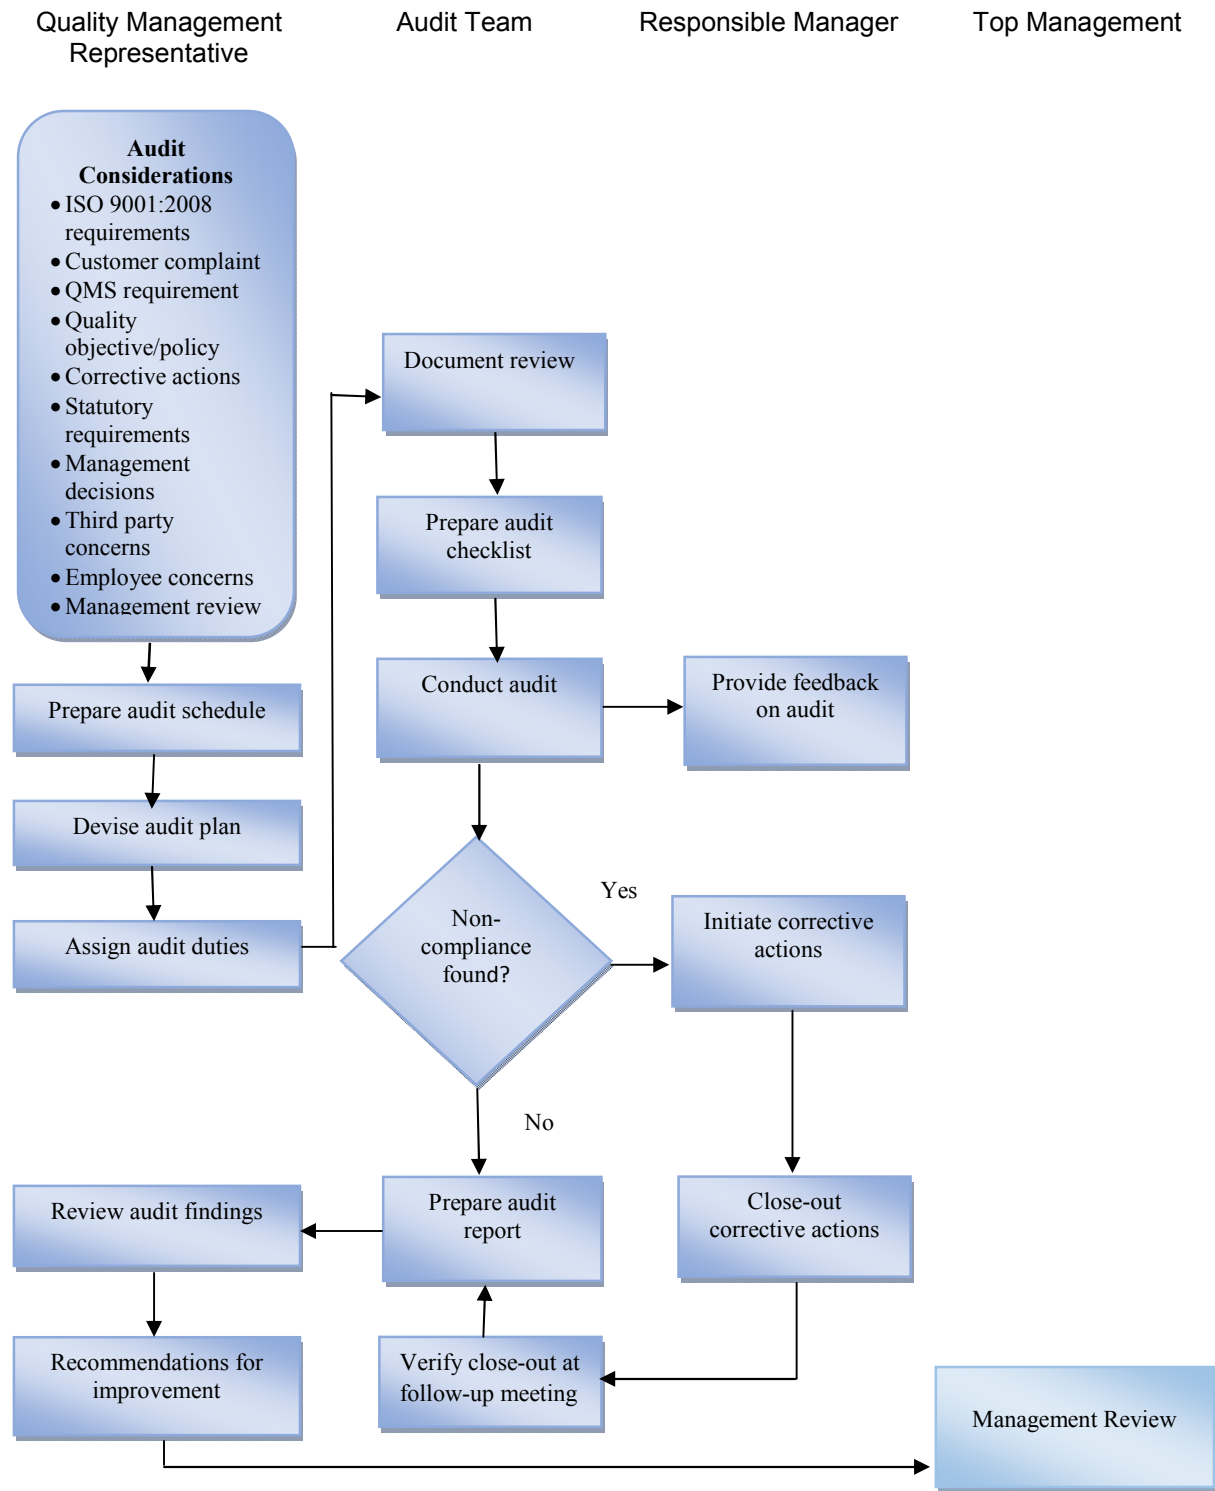 Quality Management
Representative
Audit Team
Responsible Manager
Top Management
Audit
Considerations
• ISO 9001:2008
requirements
• Customer complaint
• QMS requirement
• Quality
objective/policy
• Corrective actions
• Statutory
requirements
• Management
decisions
• Third party
concerns
• Employee concerns
• Management review
Prepare audit schedule
Devise audit plan
Assign audit duties
Document review
Prepare audit
checklist
Conduct audit
Provide feedback
on audit
Non-
compliance
found?
Yes
Initiate corrective
actions
No
Review audit findings
Prepare audit
report
Close-out
corrective actions
Recommendations for
improvement
Verify close-out at
follow-up meeting
Management Review